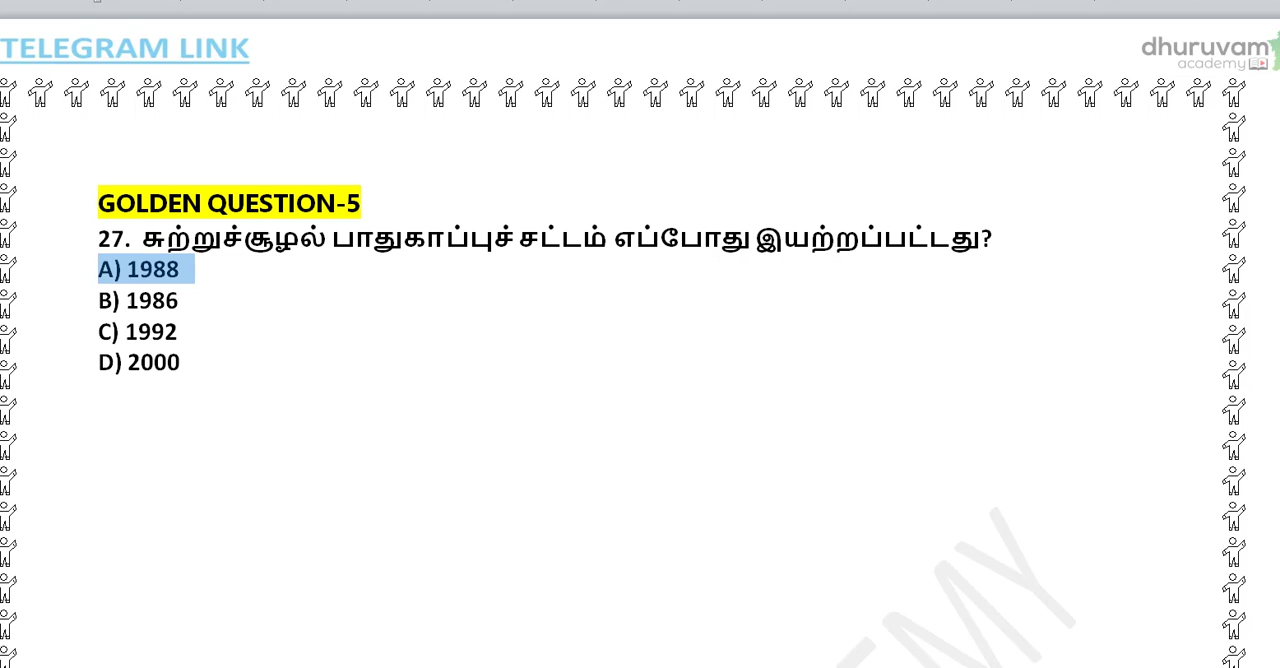 TELEGRAM LINK
dhuruvam
academy
GOLDEN QUESTION-5
27. சுற்றுச்சூழல் பாதுகாப்புச் சட்டம் எப்போது இயற்றப்பட்டது?
A) 1988
B) 1986
C) 1992
D) 2000
EMY